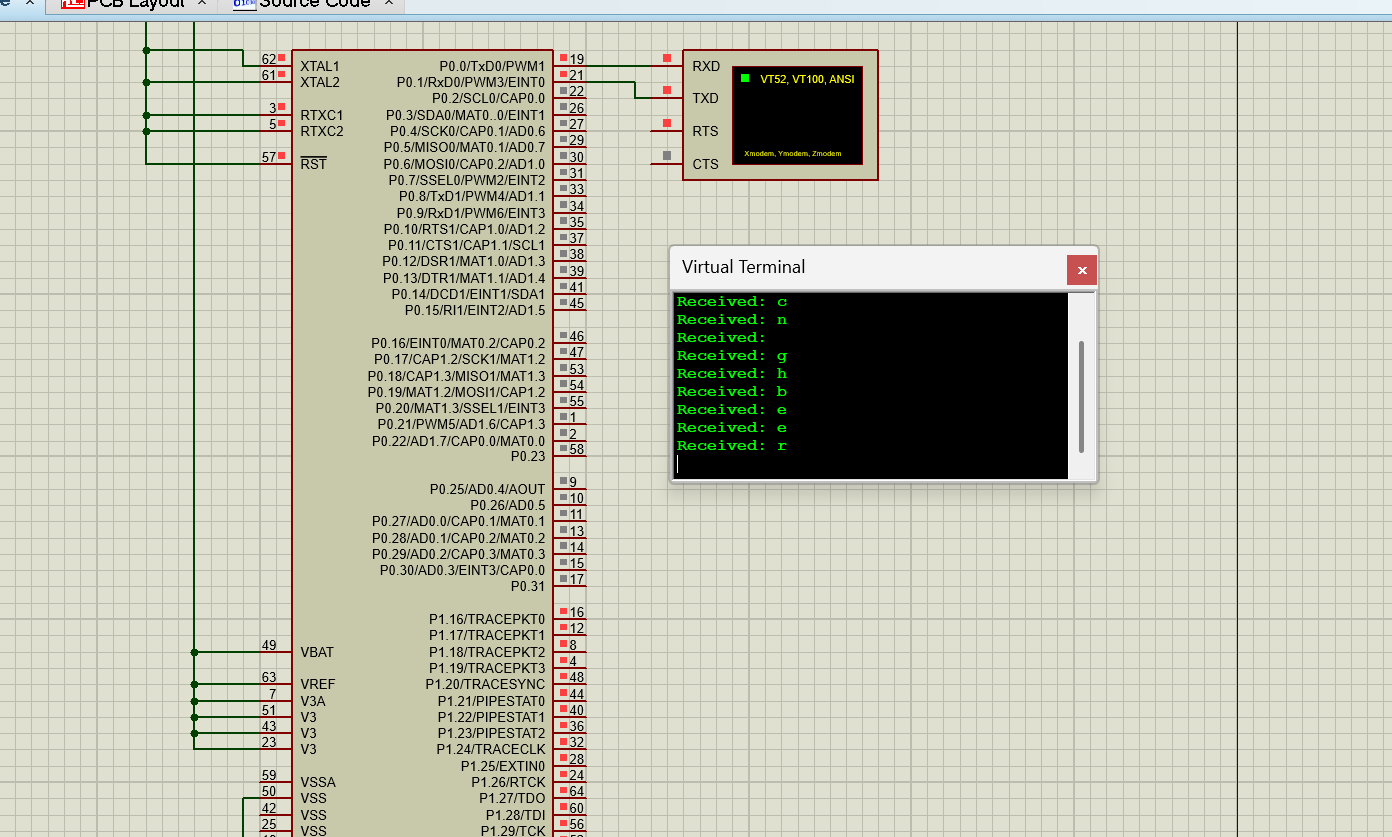 PCB Layout × Source Code ×
62 XTAL1
61 XTAL2
3 RTXC1
5 RTXC2
57 RST
49 VBAT
63 VREF
7 V3A
51 V3
43 V3
23 V3
59 VSSA
50 VSS
42 VSS
25 VSS
P0.0/TxD0/PWM1 19
P0.1/RxD0/PWM3/EINT0 21
P0.2/SCL0/CAP0.0 22
P0.3/SDA0/MAT0..0/EINT1 26
P0.4/SCK0/CAP0.1/AD0.6 27
P0.5/MISO0/MAT0.1/AD0.7 29
P0.6/MOSI0/CAP0.2/AD1.0 30
P0.7/SSEL0/PWM2/EINT2 31
P0.8/TxD1/PWM4/AD1.1 33
P0.9/RxD1/PWM6/EINT3 34
P0.10/RTS1/CAP1.0/AD1.2 35
P0.11/CTS1/CAP1.1/SCL1 37
P0.12/DSR1/MAT1.0/AD1.3 38
P0.13/DTR1/MAT1.1/AD1.4 39
P0.14/DCD1/EINT1/SDA1 41
P0.15/RI1/EINT2/AD1.5 45
P0.16/EINT0/MAT0.2/CAP0.2 46
P0.17/CAP1.2/SCK1/MAT1.2 47
P0.18/CAP1.3/MISO1/MAT1.3 53
P0.19/MAT1.2/MOSI1/CAP1.2 54
P0.20/MAT1.3/SSEL1/EINT3 55
P0.21/PWM5/AD1.6/CAP1.3 1
P0.22/AD1.7/CAP0.0/MAT0.0 2
P0.23 58
P0.25/AD0.4/AOUT 9
P0.26/AD0.5 10
P0.27/AD0.0/CAP0.1/MAT0.1 11
P0.28/AD0.1/CAP0.2/MAT0.2 13
P0.29/AD0.2/CAP0.3/MAT0.3 14
P0.30/AD0.3/EINT3/CAP0.0 15
P0.31 17
P1.16/TRACEPKT0 16
P1.17/TRACEPKT1 12
P1.18/TRACEPKT2 8
P1.19/TRACEPKT3 4
P1.20/TRACESYNC 48
P1.21/PIPESTAT0 44
P1.22/PIPESTAT1 40
P1.23/PIPESTAT2 36
P1.24/TRACECLK 32
P1.25/EXTIN0 28
P1.26/RTCK 24
P1.27/TDO 64
P1.28/TDI 60
P1.29/TCK 56
RXD
TXD
RTS
CTS
VT52, VT100, ANSI
Xmodem, Ymodem, Zmodem
Virtual Terminal
Received: c
Received: n
Received:
Received: g
Received: h
Received: b
Received: e
Received: e
Received: r